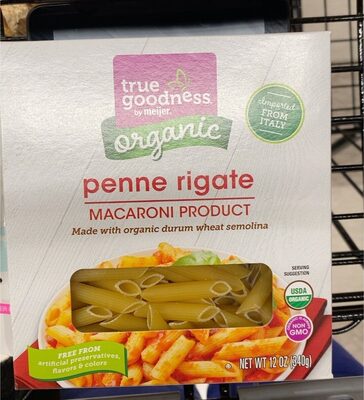 true
goodness.
by meijer.
organic
Imported
FROM
ITALY
penne rigate
MACARONI PRODUCT
Made with organic durum wheat semolina
SERVING
SUGGESTION
USDA
ORGANIC
NON
GMO
FREE FROM
artificial preservatives,
flavors & colors
NET WT 12 OZ (340g)